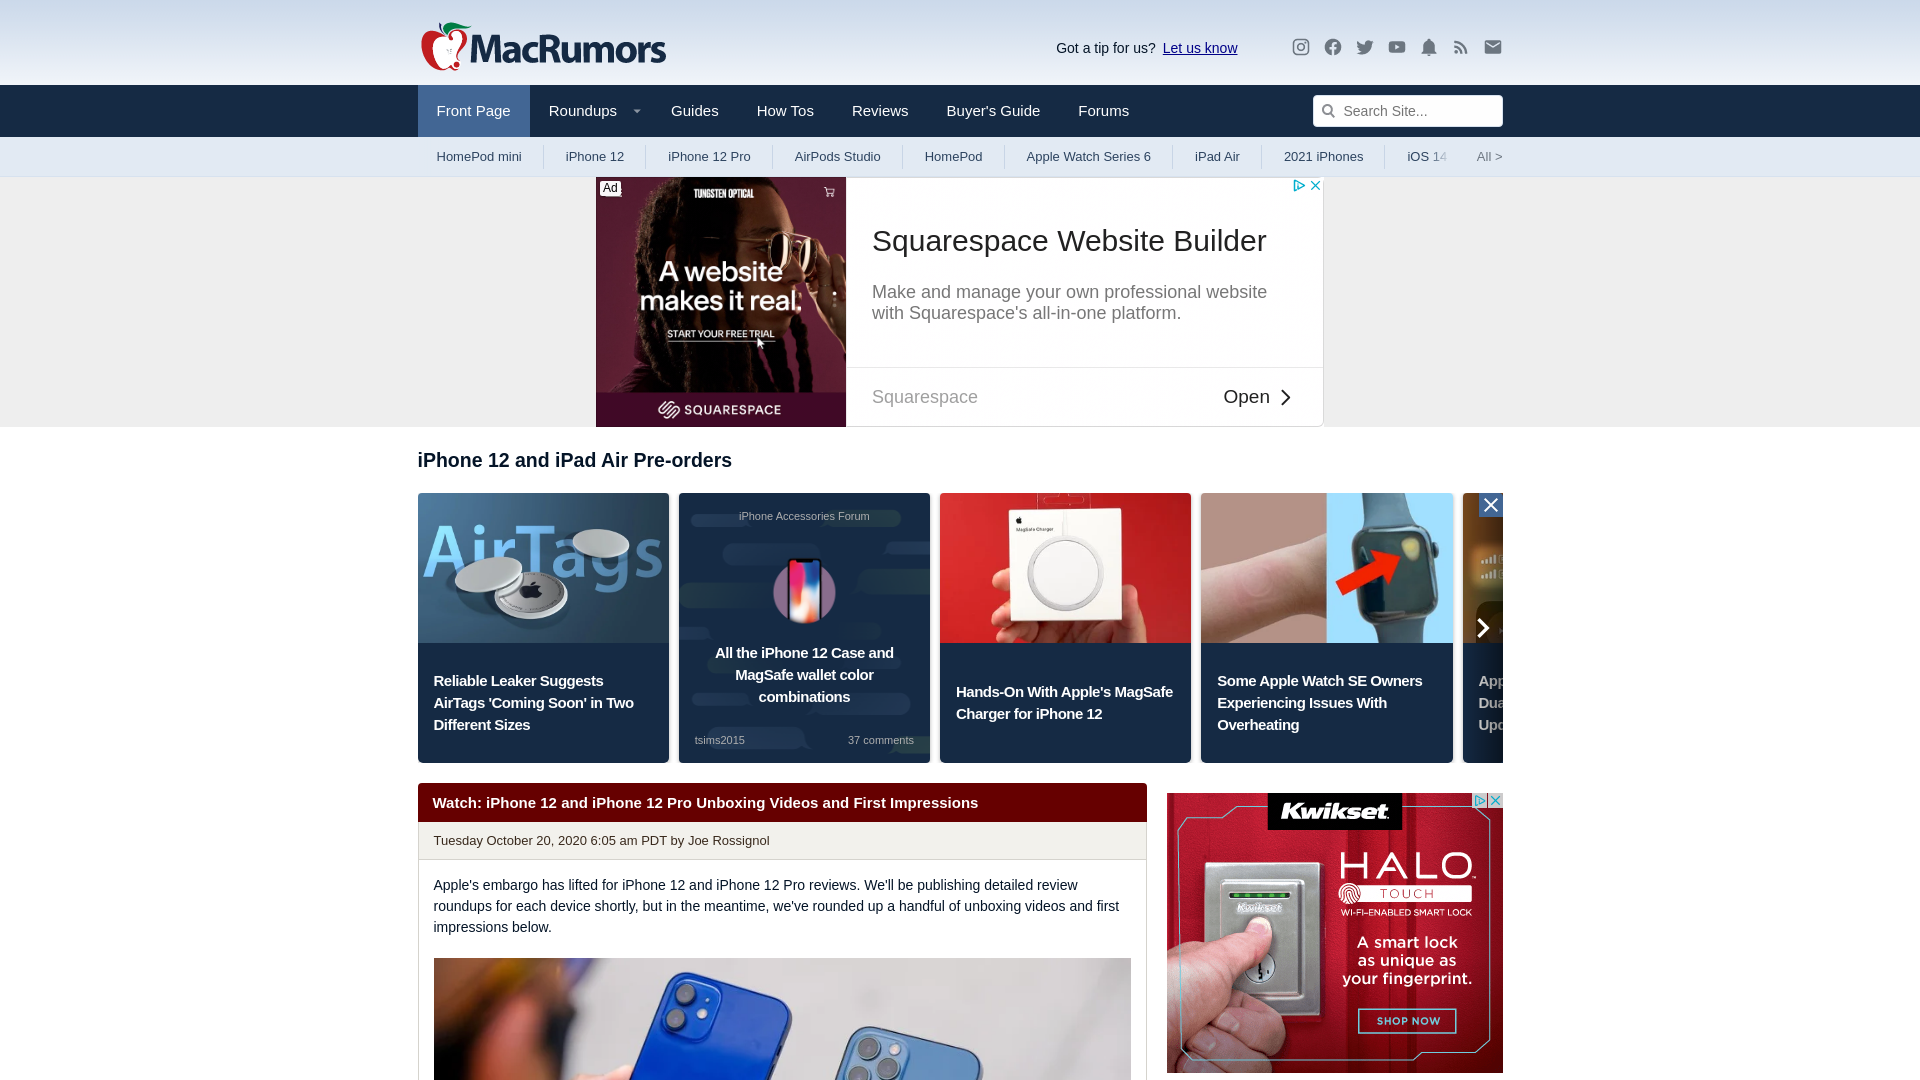 MacRumors
Got a tip for us? Let us know
Front Page
Roundups
Guides
How Tos
Reviews
Buyer's Guide
Forums
Search Site...
HomePod mini
iPhone 12
iPhone 12 Pro
AirPods Studio
HomePod
Apple Watch Series 6
iPad Air
2021 iPhones
iOS 14
All >
Ad
TUNGSTEN OPTICAL
A website
makes it real.
START YOUR FREE TRIAL
SQUARESPACE
Squarespace Website Builder
Make and manage your own professional website
with Squarespace's all-in-one platform.
Squarespace
Open
iPhone 12 and iPad Air Pre-orders
AirTags
Reliable Leaker Suggests
AirTags 'Coming Soon' in Two
Different Sizes
iPhone Accessories Forum
All the iPhone 12 Case and
MagSafe wallet color
combinations
tsims2015
37 comments
MagSafe Charger
Hands-On With Apple's MagSafe
Charger for iPhone 12
Some Apple Watch SE Owners
Experiencing Issues With
Overheating
App
Dua
Upd
Watch: iPhone 12 and iPhone 12 Pro Unboxing Videos and First Impressions
Tuesday October 20, 2020 6:05 am PDT by Joe Rossignol
Apple's embargo has lifted for iPhone 12 and iPhone 12 Pro reviews. We'll be publishing detailed review
roundups for each device shortly, but in the meantime, we've rounded up a handful of unboxing videos and first
impressions below.
Kwikset
HALO
TOUCH
WI-FI-ENABLED SMART LOCK
Kwikset
A smart lock
as unique as
your fingerprint.
SHOP NOW